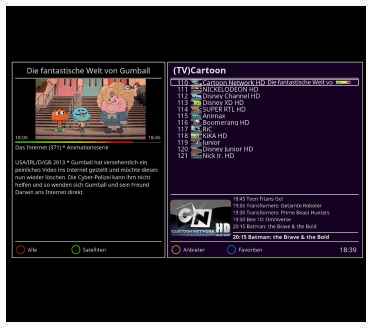 Die fantastische Welt von Gumball
18:05
18:45
Das Internet (371) * Animationsserie
USA/IRL/D/GB 2013 * Gumball hat versehentlich ein
peinliches Video ins Internet gestellt und möchte dieses
nun wieder löschen. Die Cyber-Polizei kann ihm nicht
helfen und so wenden sich Gumball und sein Freund
Darwin ans Internet direkt.
Alle
Satelliten
(TV)Cartoon
110 Cartoon Network HD Die fantastische Welt vo
111 NICKELODEON HD
112 Disney Channel HD
113 Disney XD HD
114 SUPER RTL HD
115 Animax
116 Boomerang HD
117 RiC
118 KiKA HD
119 Junior
120 Disney Junior HD
121 Nick Jr. HD
CN
CARTOON NETWORK HD
18:45 Teen Titans Go!
19:05 Transformers: Getarnte Roboter
19:30 Transformers: Prime Beast Hunters
19:50 Ben 10: Omniverse
20:15 Batman: the Brave & the Bold
20:15 Batman: the Brave & the Bold
Anbieter
Favoriten
18:39